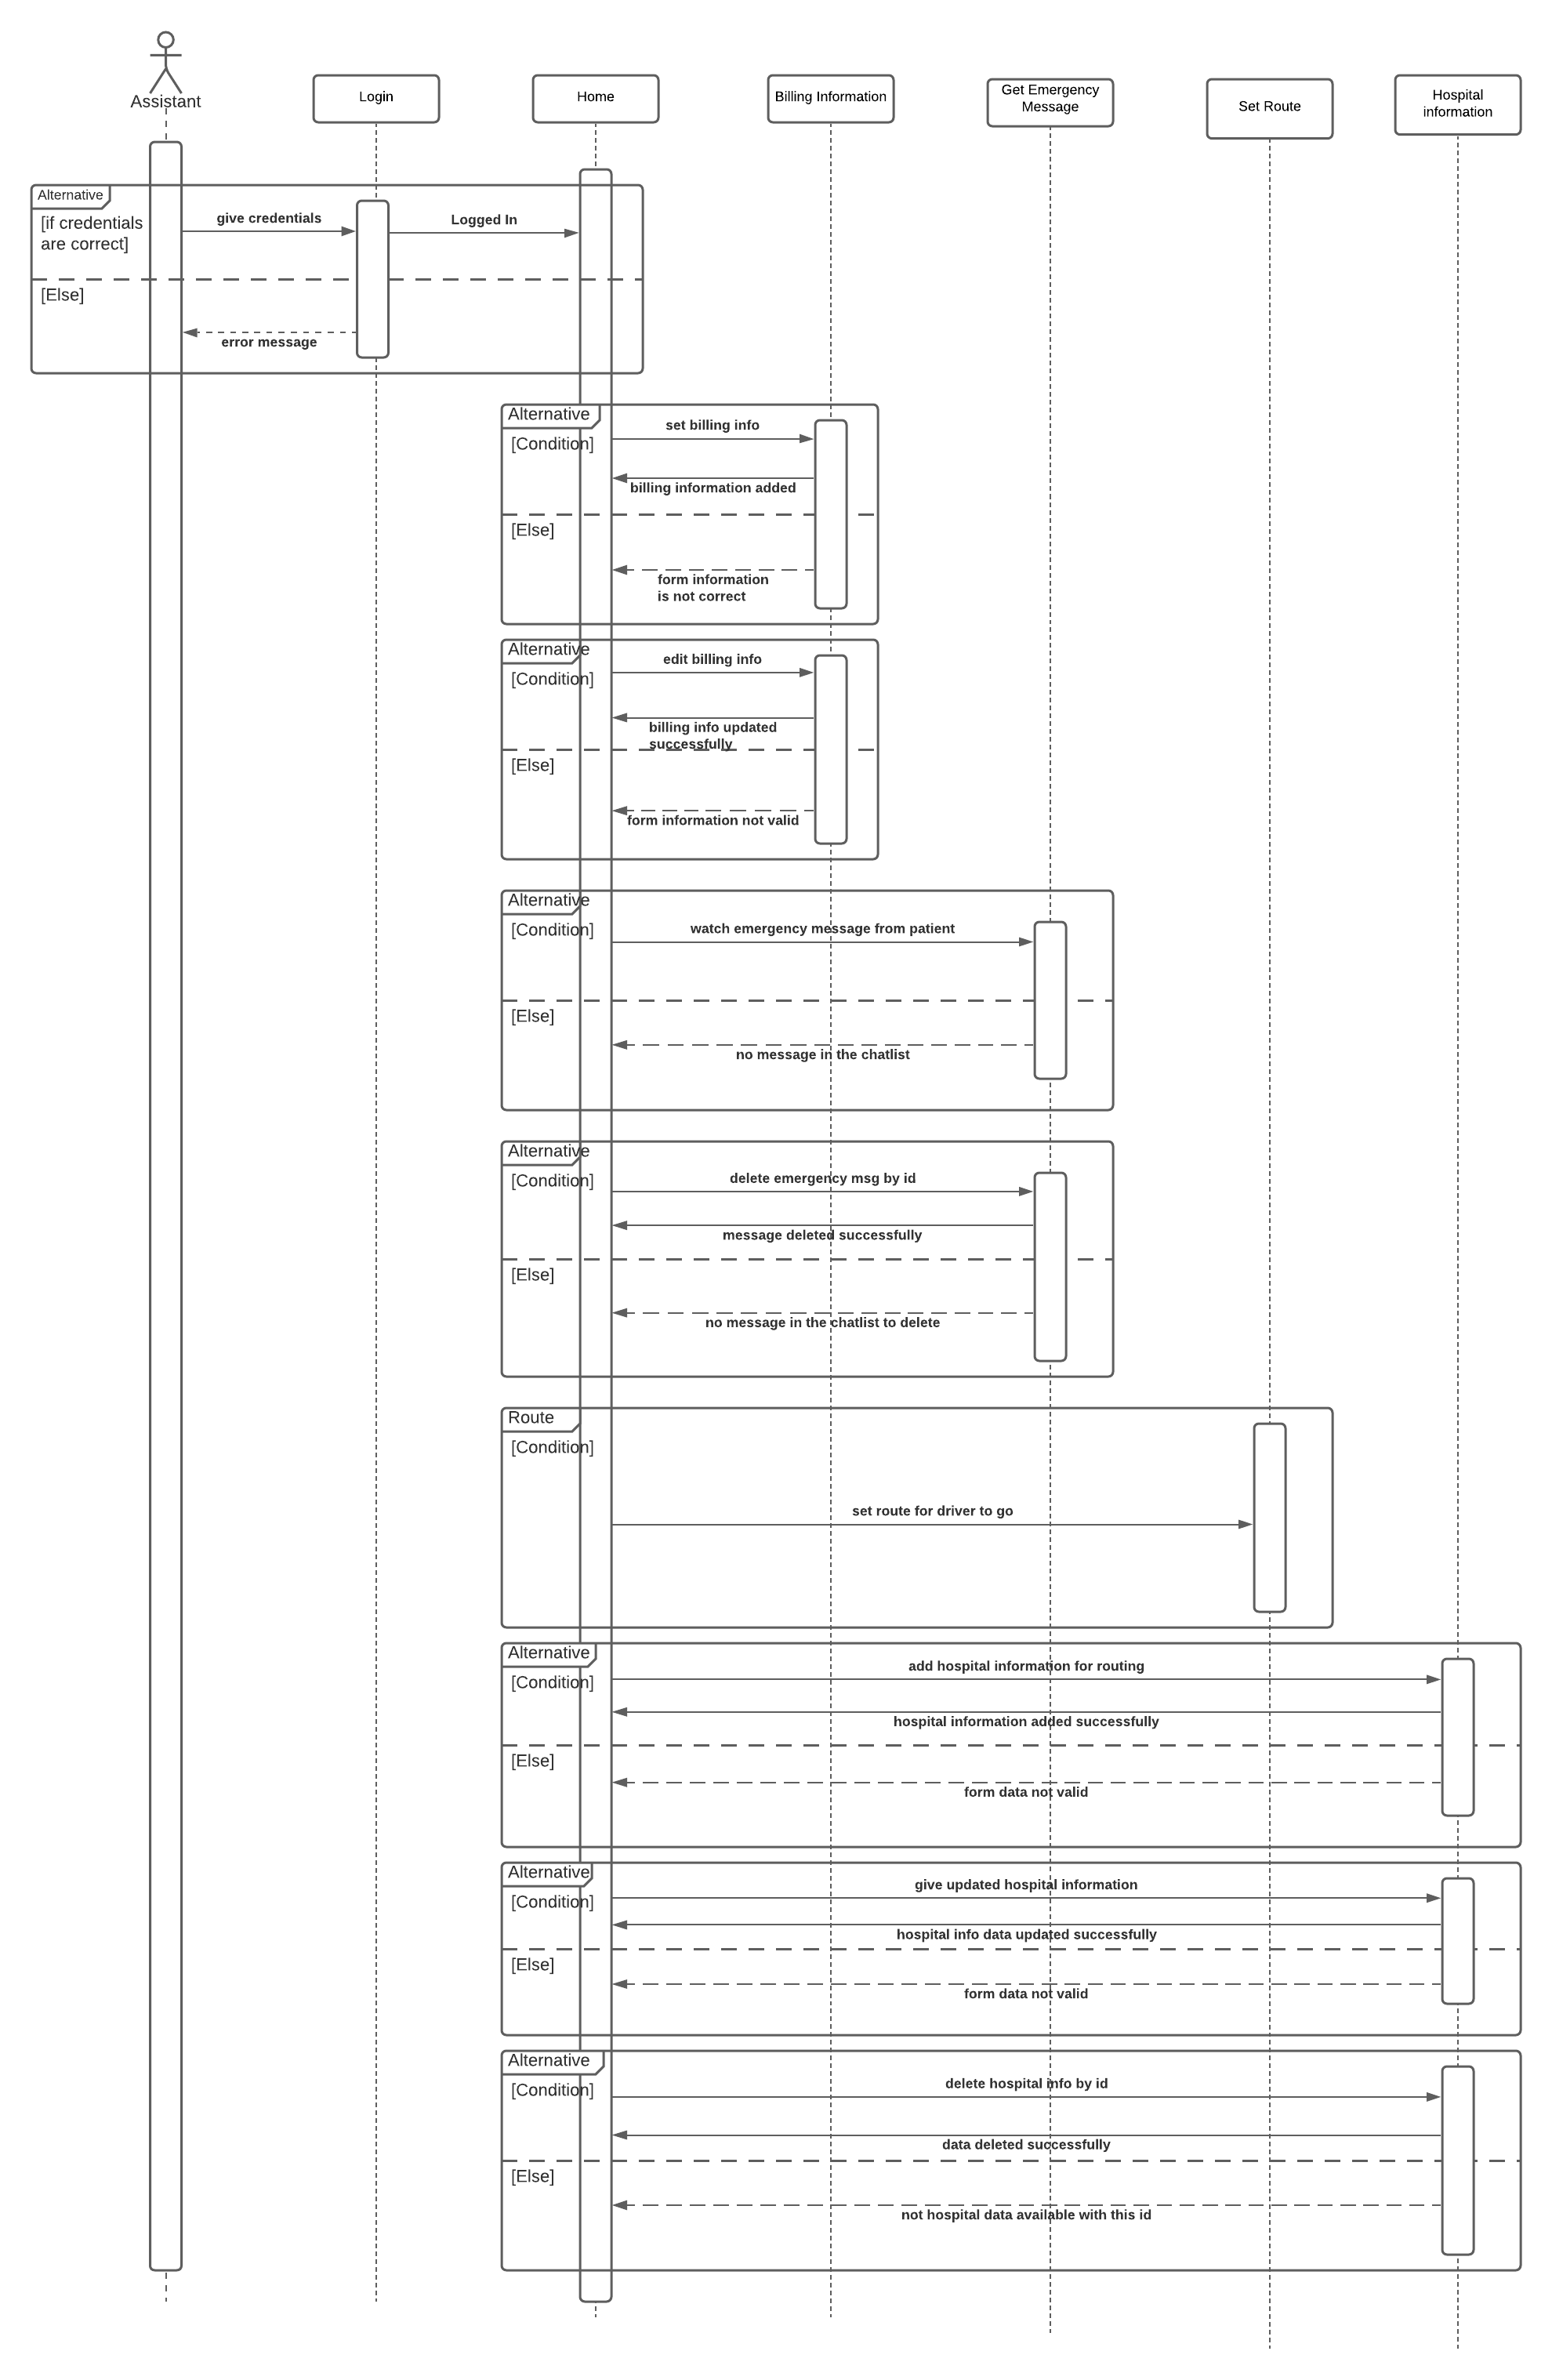 Assistant
Login
Home
Billing Information
Get Emergency
Message
Set Route
Hospital
information
Alternative
[if credentials
are correct]
give credentials
Logged In
[Else]
error message
Alternative
[Condition]
set billing info
billing information added
[Else]
form information
is not correct
Alternative
[Condition]
edit billing info
billing info updated
successfully
[Else]
form information not valid
Alternative
[Condition]
watch emergency message from patient
[Else]
no message in the chatlist
Alternative
[Condition]
delete emergency msg by id
message deleted successfully
[Else]
no message in the chatlist to delete
Route
[Condition]
set route for driver to go
Alternative
[Condition]
add hospital information for routing
hospital information added successfully
[Else]
form data not valid
Alternative
[Condition]
give updated hospital information
hospital info data updated successfully
[Else]
form data not valid
Alternative
[Condition]
delete hospital info by id
data deleted successfully
[Else]
not hospital data available with this id